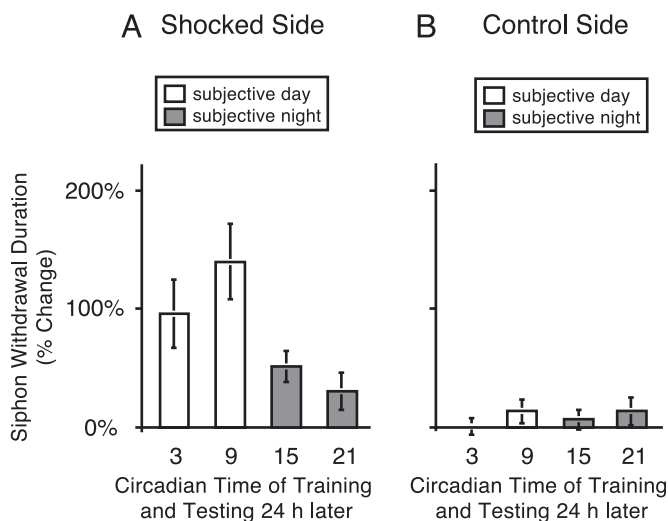 A Shocked Side
subjective day
subjective night
Siphon Withdrawal Duration
(% Change)
200%
100%
0%
3 9 15 21
Circadian Time of Training
and Testing 24 h later
B Control Side
subjective day
subjective night
3 9 15 21
Circadian Time of Training
and Testing 24 h later